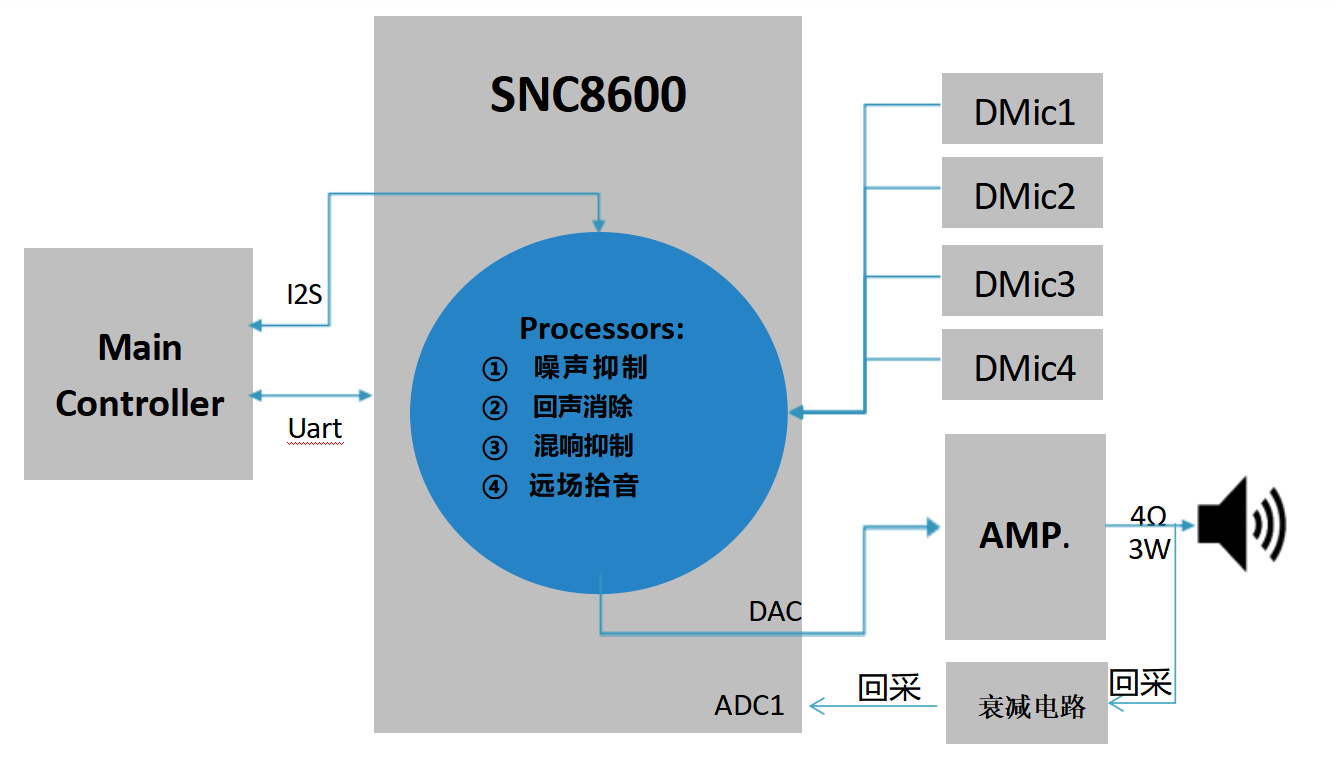 SNC8600
DMic1
DMic2
DMic3
DMic4
I2S
Main
Controller
Uart
Processors:
① 噪声抑制
② 回声消除
③ 混响抑制
④ 远场拾音
AMP.
4Ω
3W
DAC
ADC1
回采
衰减电路
回采